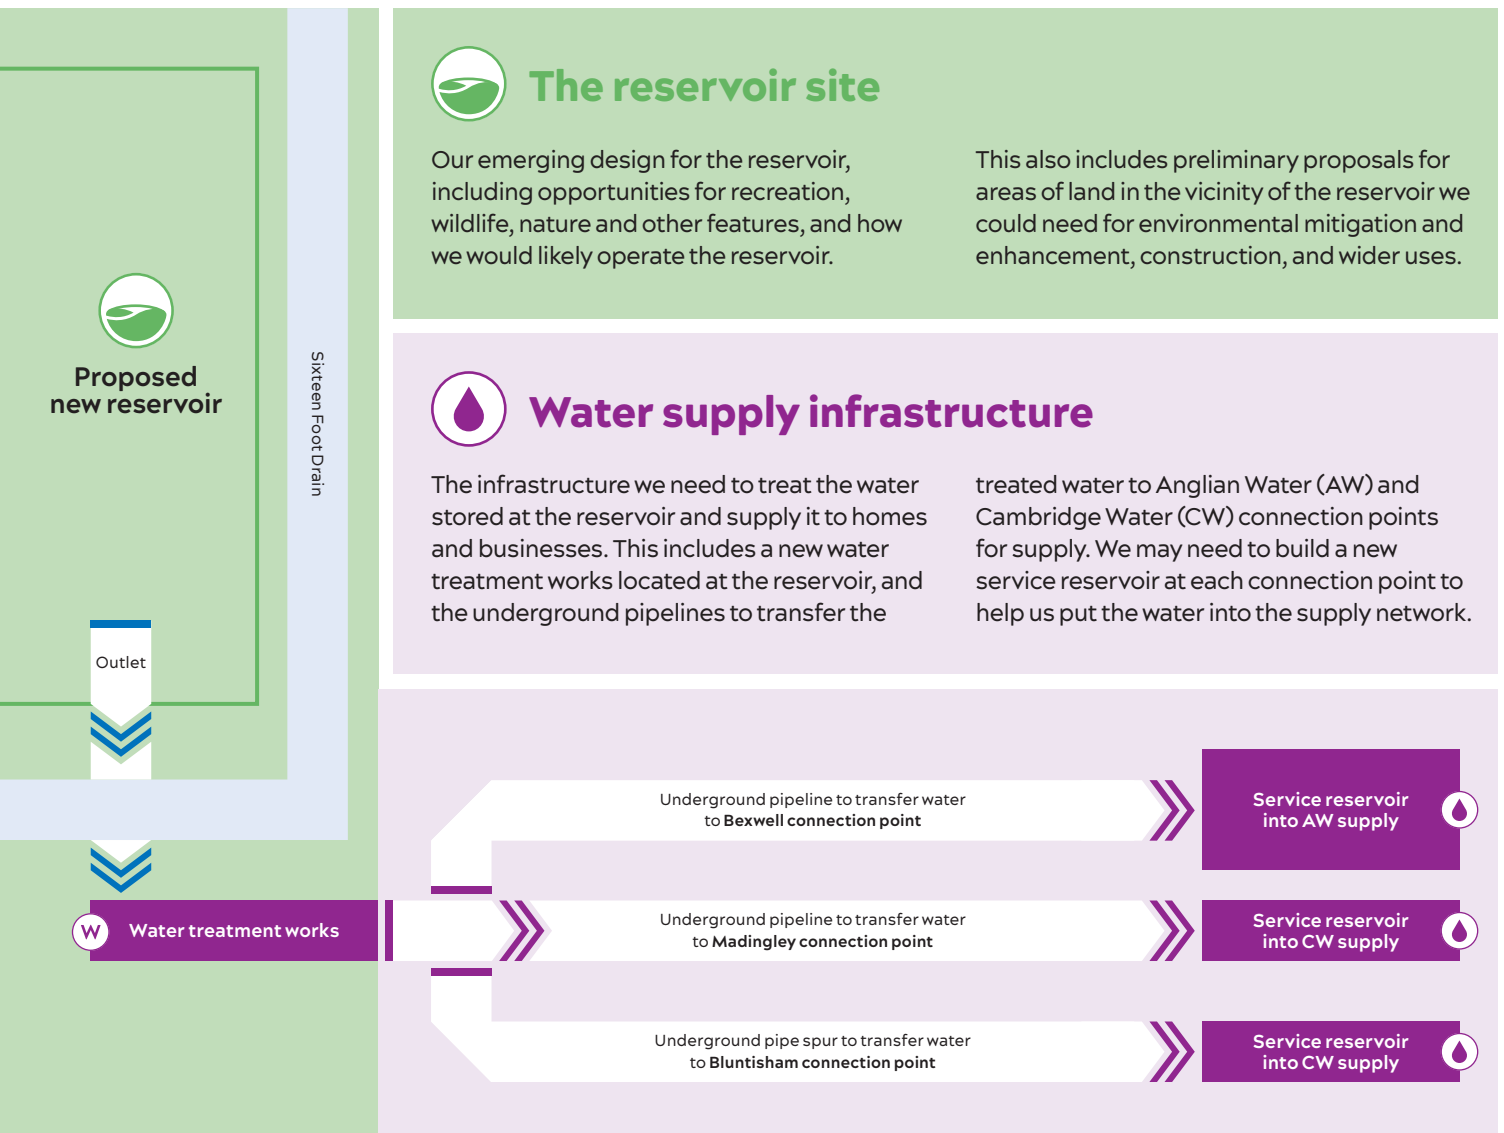 The reservoir site
Our emerging design for the reservoir,
including opportunities for recreation,
wildlife, nature and other features, and how
we would likely operate the reservoir.
This also includes preliminary proposals for
areas of land in the vicinity of the reservoir we
could need for environmental mitigation and
enhancement, construction, and wider uses.
Proposed
new reservoir
Sixteen Foot Drain
Water supply infrastructure
The infrastructure we need to treat the water
stored at the reservoir and supply it to homes
and businesses. This includes a new water
treatment works located at the reservoir, and
the underground pipelines to transfer the
treated water to Anglian Water (AW) and
Cambridge Water (CW) connection points
for supply. We may need to build a new
service reservoir at each connection point to
help us put the water into the supply network.
Outlet
W
Water treatment works
Underground pipeline to transfer water
to Bexwell connection point
Service reservoir
into AW supply
Underground pipeline to transfer water
to Madingley connection point
Service reservoir
into CW supply
Underground pipe spur to transfer water
to Bluntisham connection point
Service reservoir
into CW supply